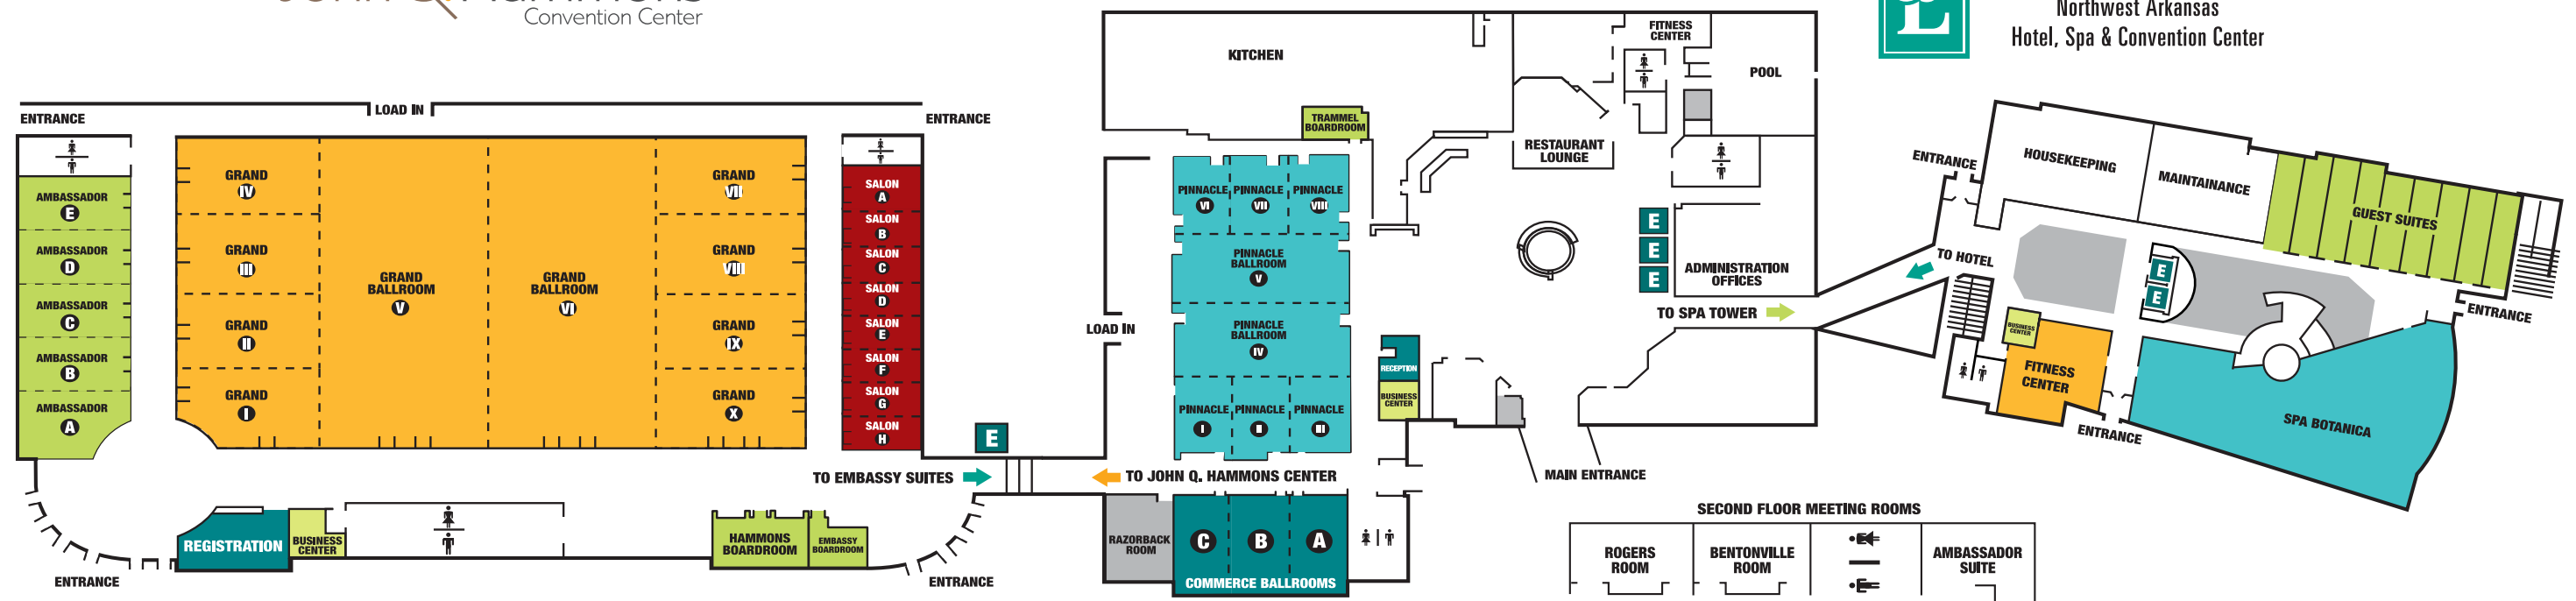 Convention Center
Northwest Arkansas
Hotel, Spa & Convention Center
ENTRANCE
LOAD IN
ENTRANCE
AMBASSADOR
E
AMBASSADOR
D
AMBASSADOR
C
AMBASSADOR
B
AMBASSADOR
A
GRAND
IV
GRAND
III
GRAND
II
GRAND
I
GRAND
BALLROOM
V
GRAND
BALLROOM
VI
GRAND
VII
GRAND
VIII
GRAND
IX
GRAND
X
SALON
A
SALON
B
SALON
C
SALON
D
SALON
E
SALON
F
SALON
G
SALON
H
E
TO EMBASSY SUITES
TO JOHN Q. HAMMONS CENTER
REGISTRATION
BUSINESS
CENTER
HAMMONS
BOARDROOM
EMBASSY
BOARDROOM
ENTRANCE
ENTRANCE
KITCHEN
TRAMMEL
BOARDROOM
LOAD IN
PINNACLE
VI
PINNACLE
VII
PINNACLE
VIII
PINNACLE
BALLROOM
V
PINNACLE
BALLROOM
IV
PINNACLE
I
PINNACLE
II
PINNACLE
III
RAZORBACK
ROOM
C
B
A
COMMERCE BALLROOMS
RECEPTION
BUSINESS
CENTER
RESTAURANT
LOUNGE
FITNESS
CENTER
POOL
E
E
E
ADMINISTRATION
OFFICES
TO SPA TOWER
MAIN ENTRANCE
ENTRANCE
TO HOTEL
HOUSEKEEPING
MAINTAINANCE
GUEST SUITES
E
E
ENTRANCE
BUSINESS
CENTER
FITNESS
CENTER
ENTRANCE
SPA BOTANICA
SECOND FLOOR MEETING ROOMS
ROGERS
ROOM
BENTONVILLE
ROOM
AMBASSADOR
SUITE